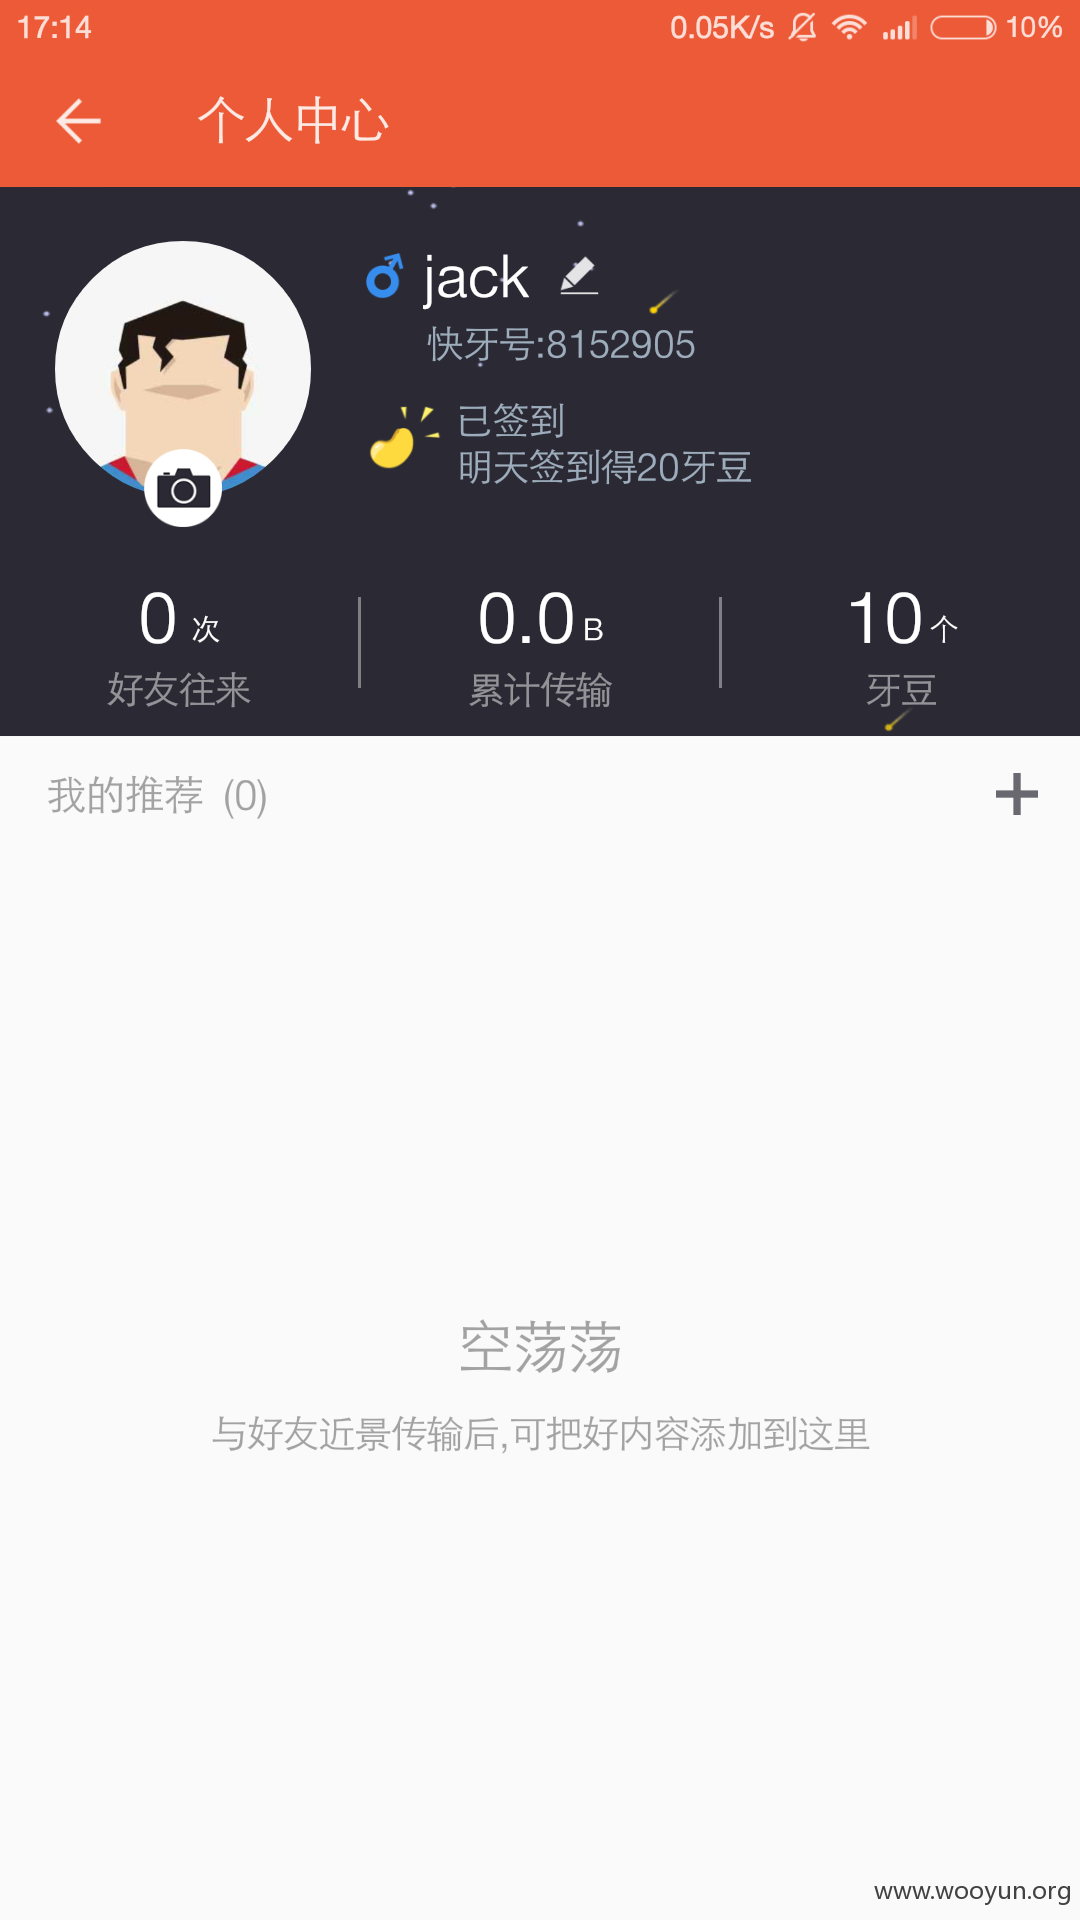 17:14 0.05K/s 10%
个人中心
jack
快牙号:8152905
已签到
明天签到得20牙豆
0 次 0.0 B 10 个
好友往来 累计传输 牙豆
我的推荐 (0)
空荡荡
与好友近景传输后,可把好内容添加到这里
www.wooyun.org